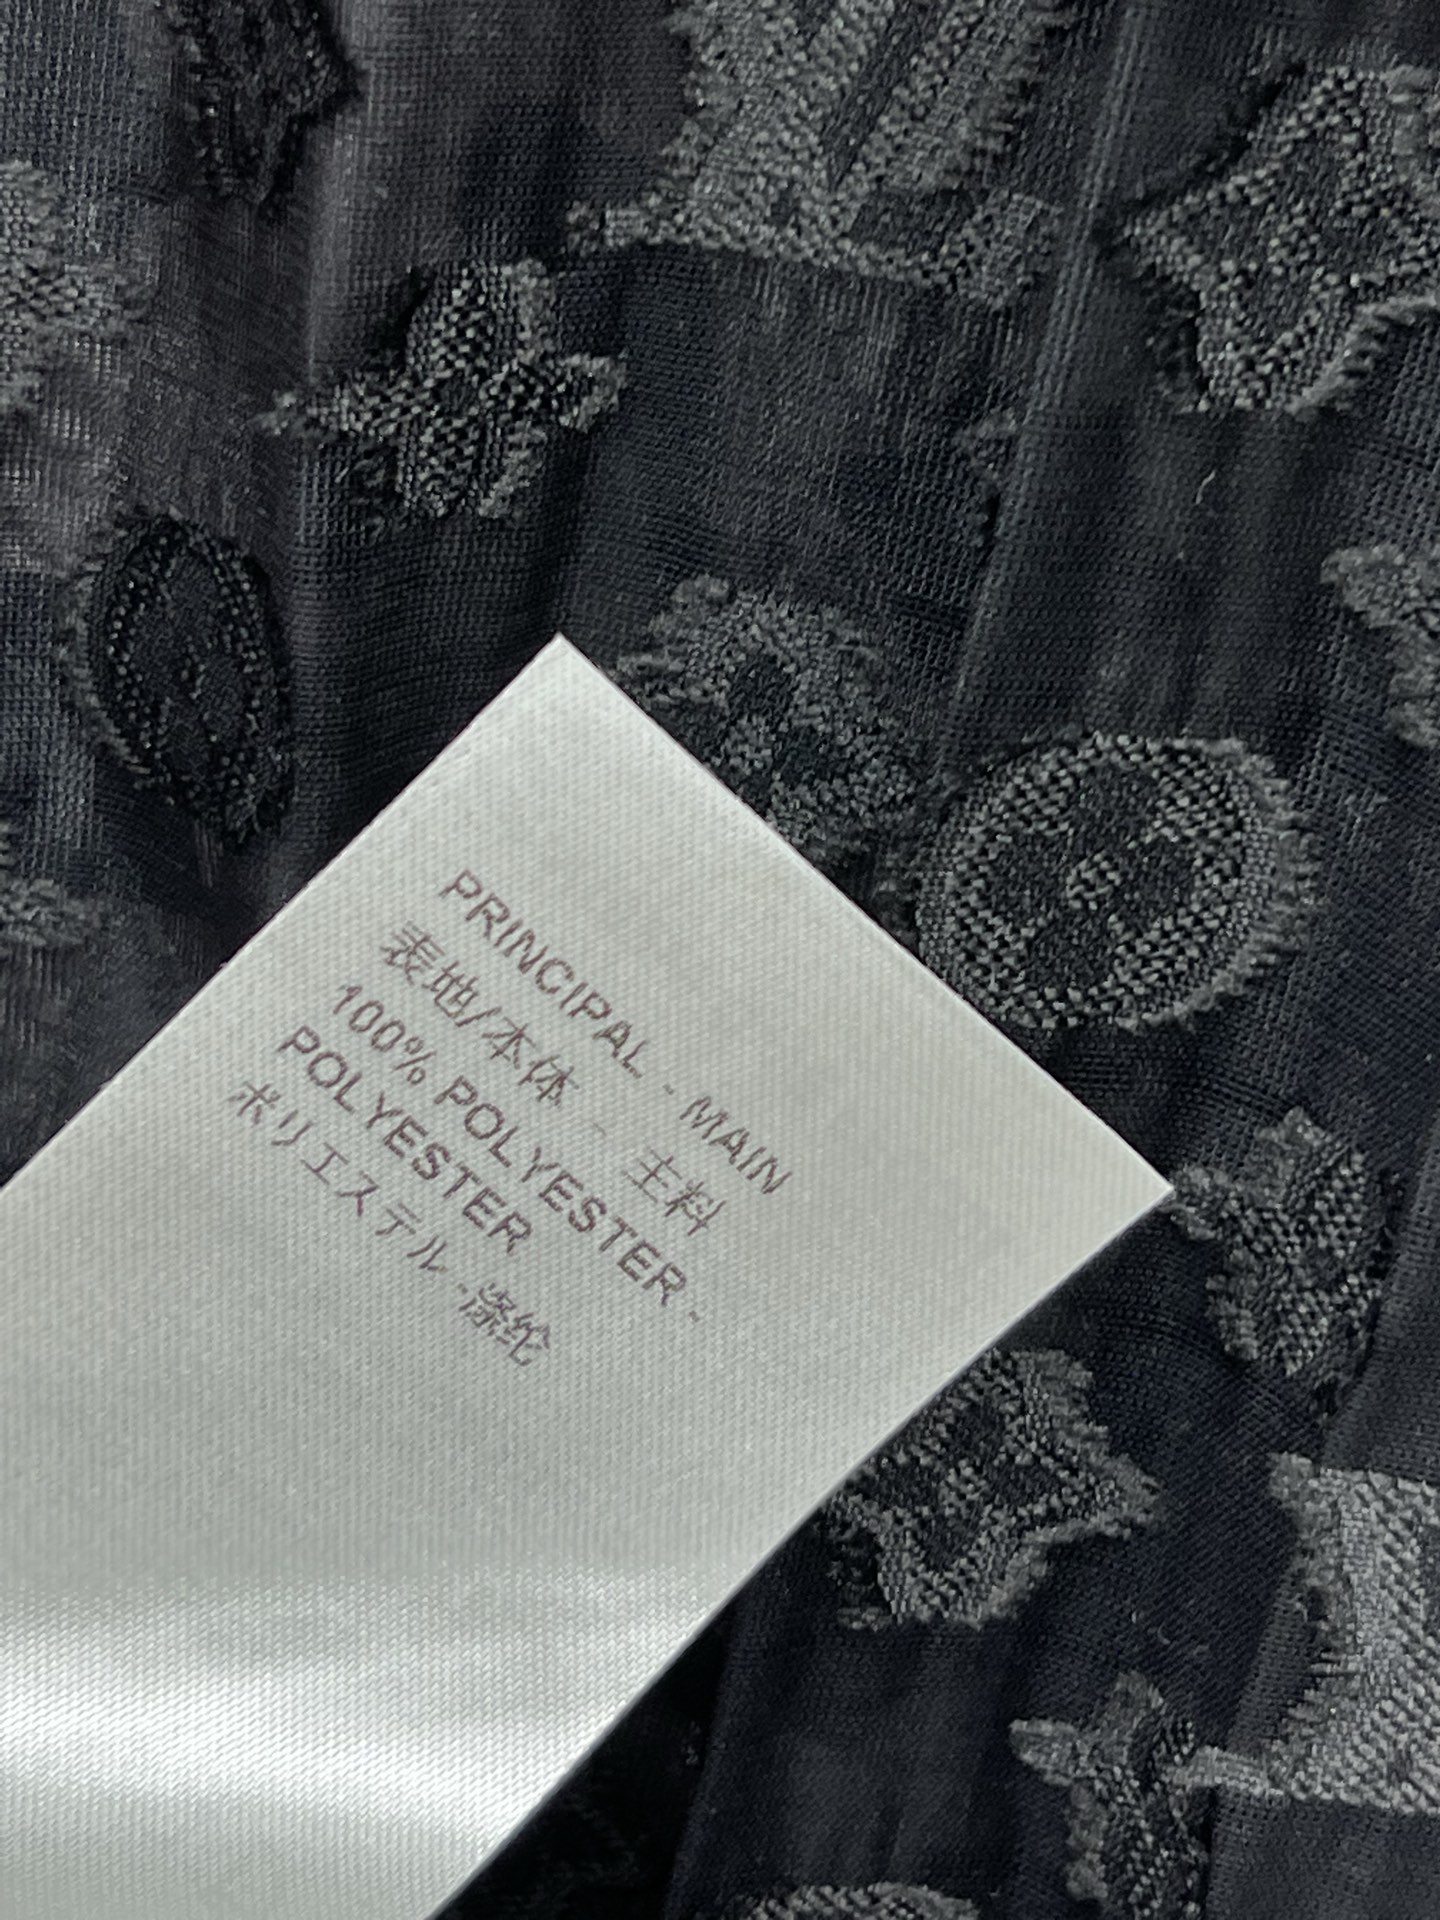 PRINCIPAL - MAIN
表地/本体 - 主料
100% POLYESTER -
POLYESTER
ポリエステル -涤纶